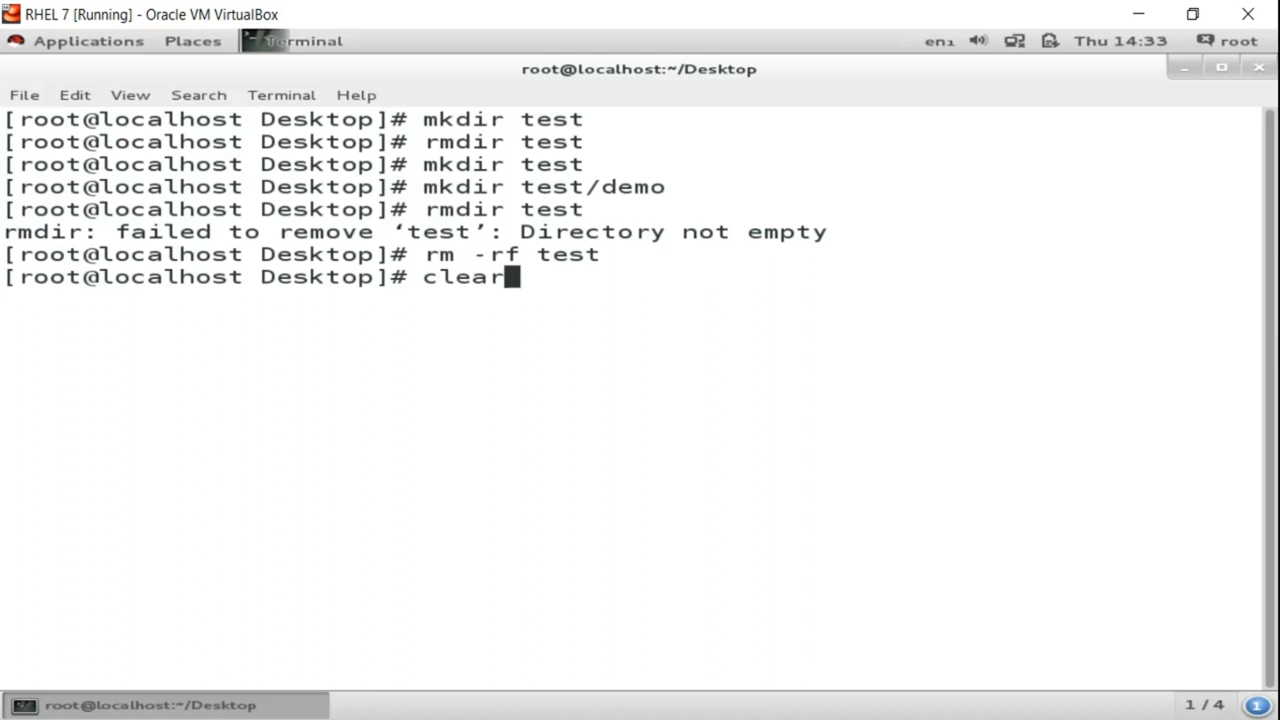 RHEL 7 [Running] - Oracle VM VirtualBox
Applications Places Terminal en1 Thu 14:33 root
root@localhost:~/Desktop
File Edit View Search Terminal Help
[root@localhost Desktop]# mkdir test
[root@localhost Desktop]# rmdir test
[root@localhost Desktop]# mkdir test
[root@localhost Desktop]# mkdir test/demo
[root@localhost Desktop]# rmdir test
rmdir: failed to remove ‘test’: Directory not empty
[root@localhost Desktop]# rm -rf test
[root@localhost Desktop]# clear
root@localhost:~/Desktop 1 / 4 1